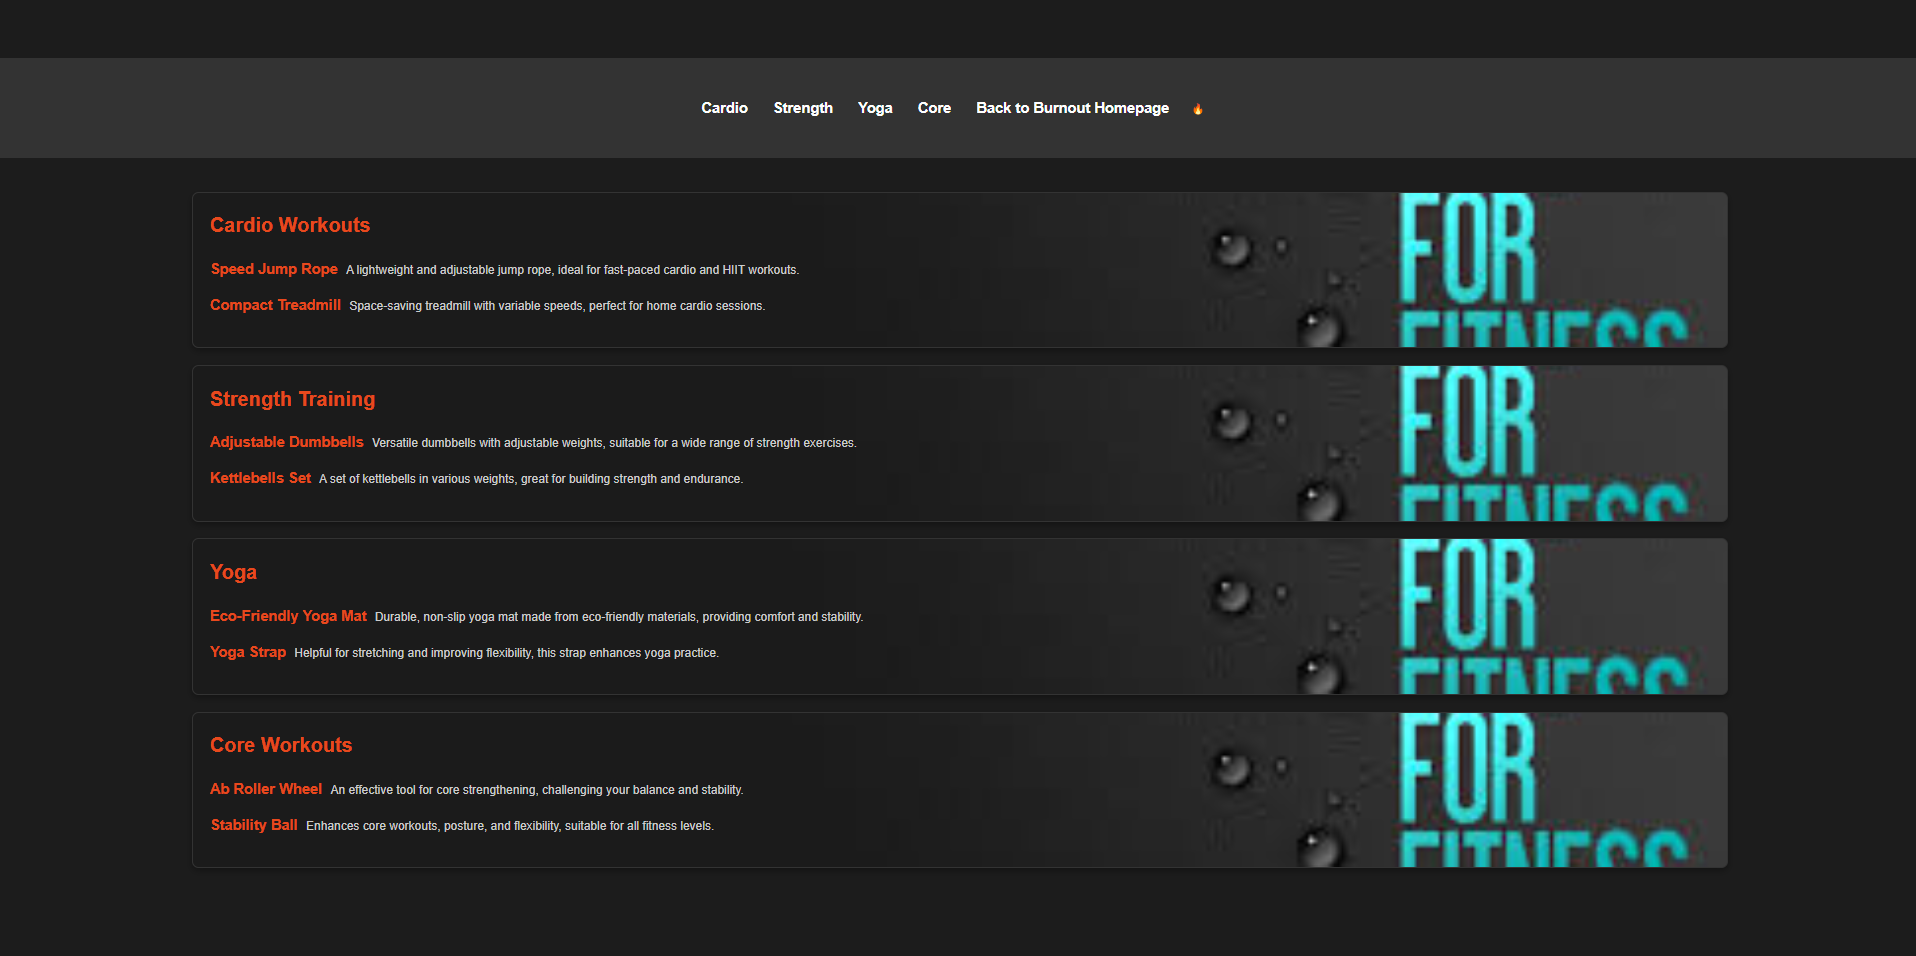 Cardio Strength Yoga Core Back to Burnout Homepage 🔥
Cardio Workouts
Speed Jump Rope A lightweight and adjustable jump rope, ideal for fast-paced cardio and HIIT workouts.
Compact Treadmill Space-saving treadmill with variable speeds, perfect for home cardio sessions.
FOR
FITNESS
Strength Training
Adjustable Dumbbells Versatile dumbbells with adjustable weights, suitable for a wide range of strength exercises.
Kettlebells Set A set of kettlebells in various weights, great for building strength and endurance.
FOR
FITNESS
Yoga
Eco-Friendly Yoga Mat Durable, non-slip yoga mat made from eco-friendly materials, providing comfort and stability.
Yoga Strap Helpful for stretching and improving flexibility, this strap enhances yoga practice.
FOR
FITNESS
Core Workouts
Ab Roller Wheel An effective tool for core strengthening, challenging your balance and stability.
Stability Ball Enhances core workouts, posture, and flexibility, suitable for all fitness levels.
FOR
FITNESS